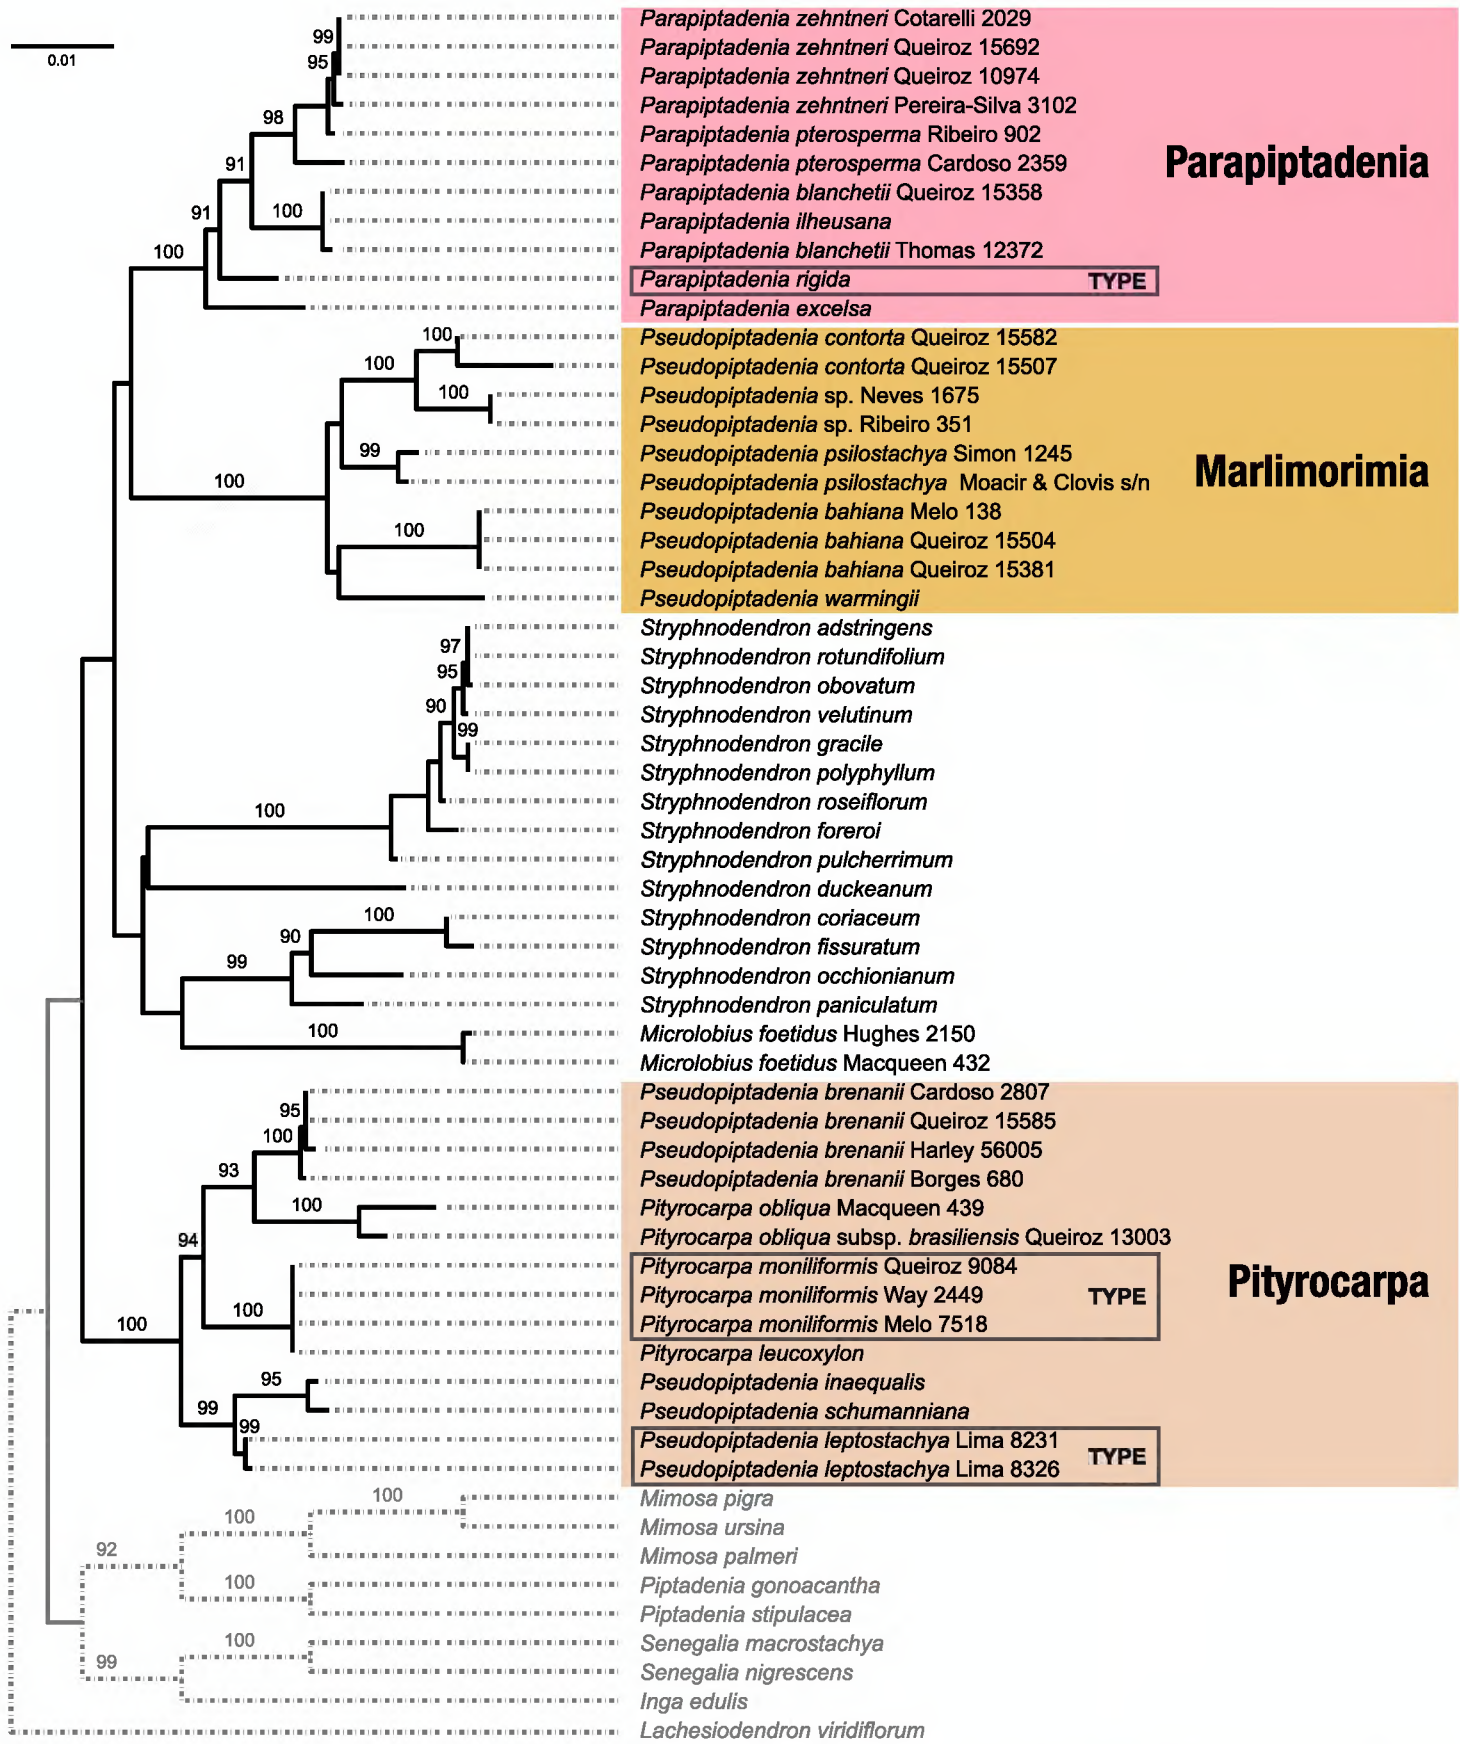 0.01
Parapiptadenia zehntneri Cotarelli 2029
99
Parapiptadenia zehntneri Queiroz 15692
95
Parapiptadenia zehntneri Queiroz 10974
Parapiptadenia zehntneri Pereira-Silva 3102
98
Parapiptadenia pterosperma Ribeiro 902
91
Parapiptadenia pterosperma Cardoso 2359
Parapiptadenia
Parapiptadenia blanchetii Queiroz 15358
91
100
Parapiptadenia ilheusana
100
Parapiptadenia blanchetii Thomas 12372
Parapiptadenia rigida TYPE
Parapiptadenia excelsa
100
Pseudopiptadenia contorta Queiroz 15582
100
Pseudopiptadenia contorta Queiroz 15507
100
Pseudopiptadenia sp. Neves 1675
Pseudopiptadenia sp. Ribeiro 351
99
Pseudopiptadenia psilostachya Simon 1245
Marlimorimia
100
Pseudopiptadenia psilostachya Moacir & Clovis s/n
Pseudopiptadenia bahiana Melo 138
100
Pseudopiptadenia bahiana Queiroz 15504
Pseudopiptadenia bahiana Queiroz 15381
Pseudopiptadenia warmingii
Stryphnodendron adstringens
97
Stryphnodendron rotundifolium
95
Stryphnodendron obovatum
90
Stryphnodendron velutinum
99
Stryphnodendron gracile
Stryphnodendron polyphyllum
Stryphnodendron roseiflorum
100
Stryphnodendron foreroi
Stryphnodendron pulcherrimum
Stryphnodendron duckeanum
100
Stryphnodendron coriaceum
90
Stryphnodendron fissuratum
99
Stryphnodendron occhionianum
Stryphnodendron paniculatum
100
Microlobius foetidus Hughes 2150
Microlobius foetidus Macqueen 432
Pseudopiptadenia brenanii Cardoso 2807
95
Pseudopiptadenia brenanii Queiroz 15585
100
Pseudopiptadenia brenanii Harley 56005
93
Pseudopiptadenia brenanii Borges 680
100
Pityrocarpa obliqua Macqueen 439
94
Pityrocarpa obliqua subsp. brasiliensis Queiroz 13003
Pityrocarpa moniliformis Queiroz 9084
Pityrocarpa moniliformis Way 2449 TYPE
Pityrocarpa
100
100
Pityrocarpa moniliformis Melo 7518
Pityrocarpa leucoxylon
95
Pseudopiptadenia inaequalis
99
Pseudopiptadenia schumanniana
99
Pseudopiptadenia leptostachya Lima 8231
TYPE
Pseudopiptadenia leptostachya Lima 8326
100
Mimosa pigra
100
Mimosa ursina
92
Mimosa palmeri
100
Piptadenia gonoacantha
Piptadenia stipulacea
100
Senegalia macrostachya
99
Senegalia nigrescens
Inga edulis
Lachesiodendron viridiflorum